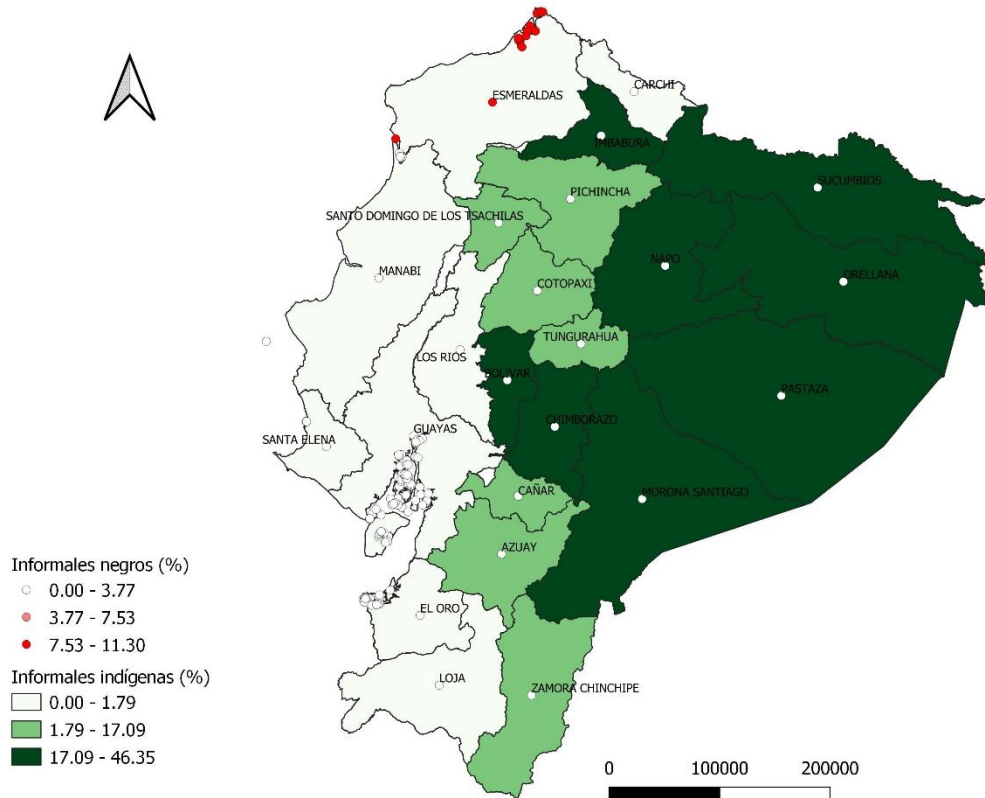 CARCHI
ESMERALDAS
IMBABURA
SUCUMBIOS
PICHINCHA
SANTO DOMINGO DE LOS TSACHILAS
NAPO
MANABI
ORELLANA
COTOPAXI
TUNGURAHUA
LOS RIOS
BOLIVAR
PASTAZA
CHIMBORAZO
GUAYAS
SANTA ELENA
CAÑAR
MORONA SANTIAGO
AZUAY
Informales negros (%)
0.00 - 3.77
3.77 - 7.53
7.53 - 11.30
EL ORO
Informales indígenas (%)
0.00 - 1.79
1.79 - 17.09
17.09 - 46.35
LOJA
ZAMORA CHINCHIPE
0 100000 200000